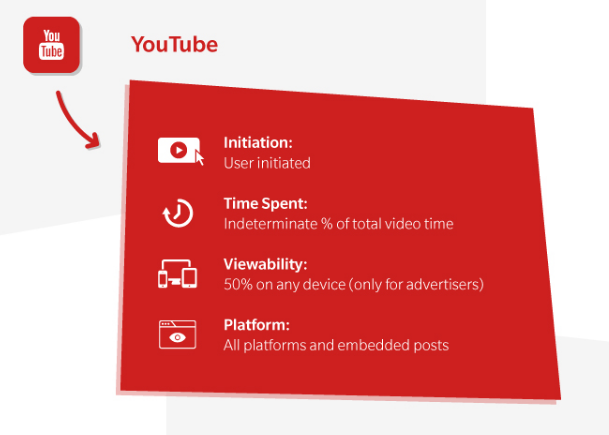 You
Tube
YouTube
Initiation:
User initiated
Time Spent:
Indeterminate % of total video time
Viewability:
50% on any device (only for advertisers)
Platform:
All platforms and embedded posts